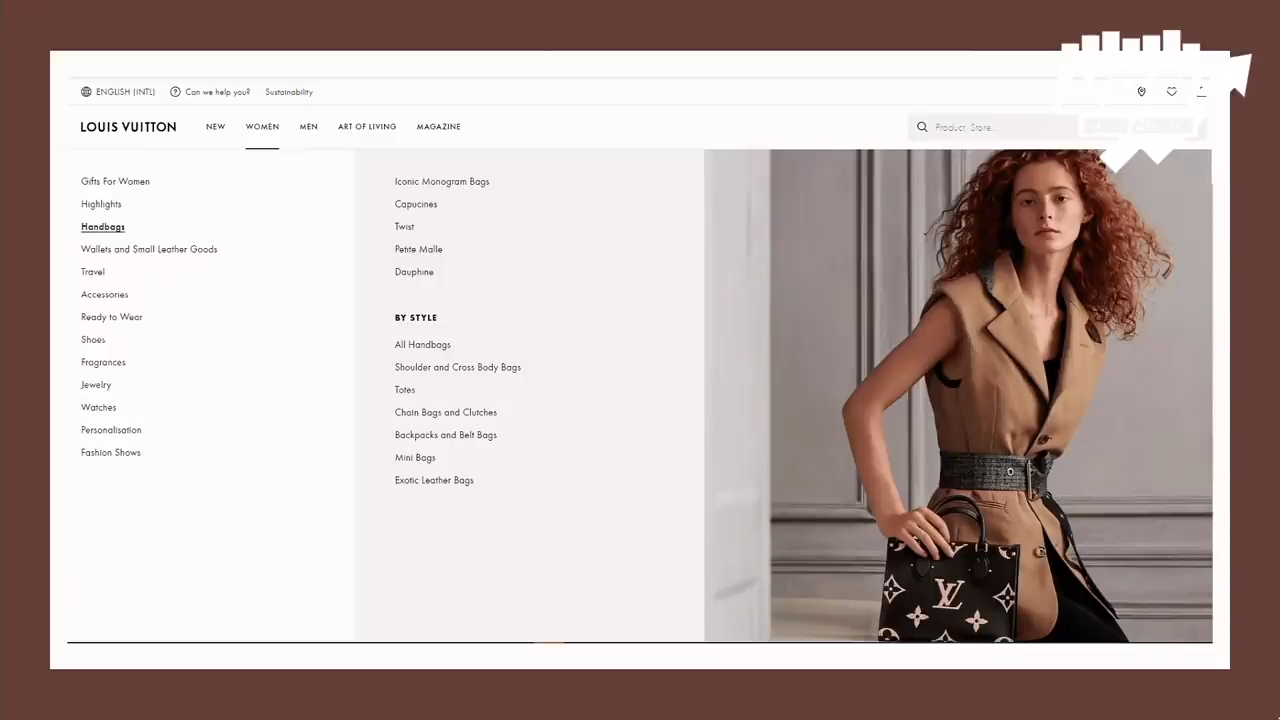 ENGLISH (INTL) Can we help you? Sustainability
LOUIS VUITTON NEW WOMEN MEN ART OF LIVING MAGAZINE Product, Store...
Gifts For Women
Highlights
Handbags
Wallets and Small Leather Goods
Travel
Accessories
Ready to Wear
Shoes
Fragrances
Jewelry
Watches
Personalisation
Fashion Shows
Iconic Monogram Bags
Capucines
Twist
Petite Malle
Dauphine
BY STYLE
All Handbags
Shoulder and Cross Body Bags
Totes
Chain Bags and Clutches
Backpacks and Belt Bags
Mini Bags
Exotic Leather Bags
LV